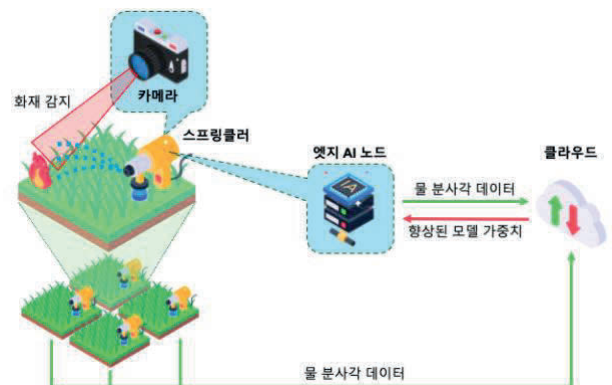 카메라
화재 감지
스프링클러
엣지 AI 노드
클라우드
물 분사각 데이터
향상된 모델 가중치
물 분사각 데이터